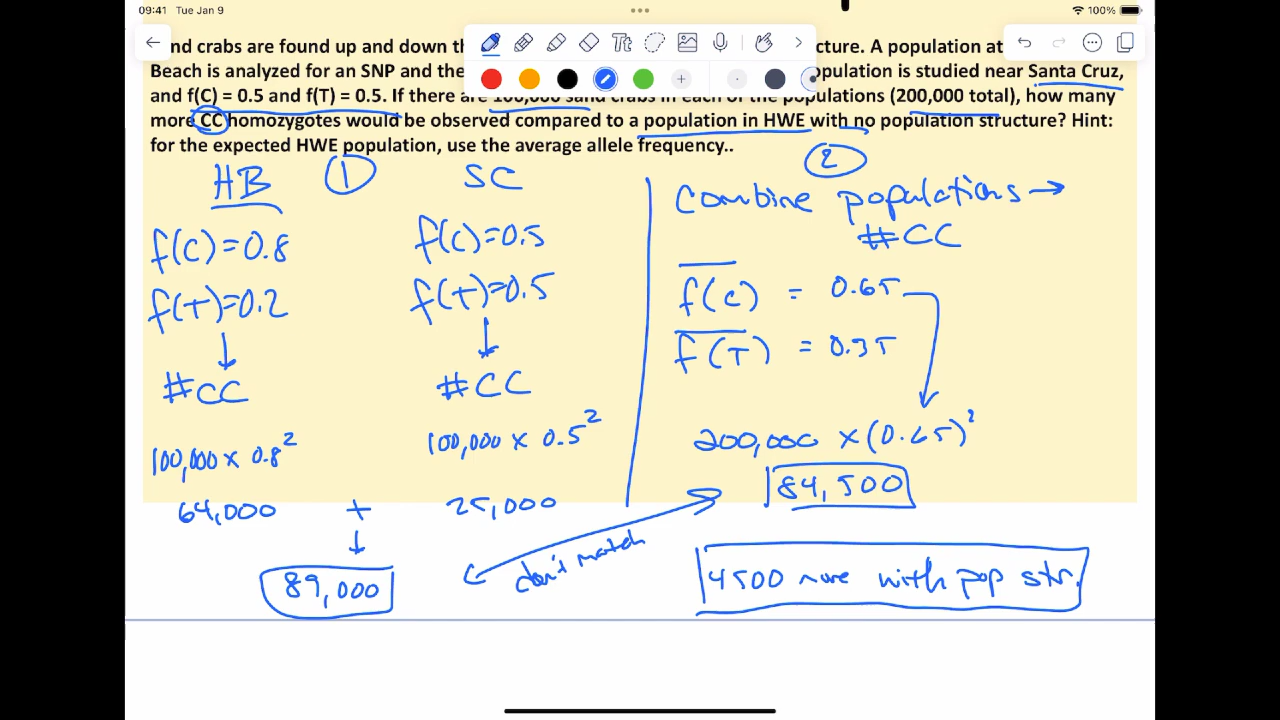 09:41 Tue Jan 9
100%
nd crabs are found up and down th cture. A population at
Tt
Beach is analyzed for an SNP and the opulation is studied near Santa Cruz,
and f(C) = 0.5 and f(T) = 0.5. If there are 100,000 sand crabs in each of the populations (200,000 total), how many
more CC homozygotes would be observed compared to a population in HWE with no population structure? Hint:
for the expected HWE population, use the average allele frequency..
HB
1
SC
f(C)=0.8
f(C)=0.5
f(T)=0.2
f(T)=0.5
#CC
#CC
100,000 x 0.8²
100,000 x 0.5²
64,000 + 25,000
89,000
don't match
2
Combine populations →
#CC
f(C) = 0.65
f(T) = 0.35
200,000 x (0.65)²
84,500
4500 more with pop str.